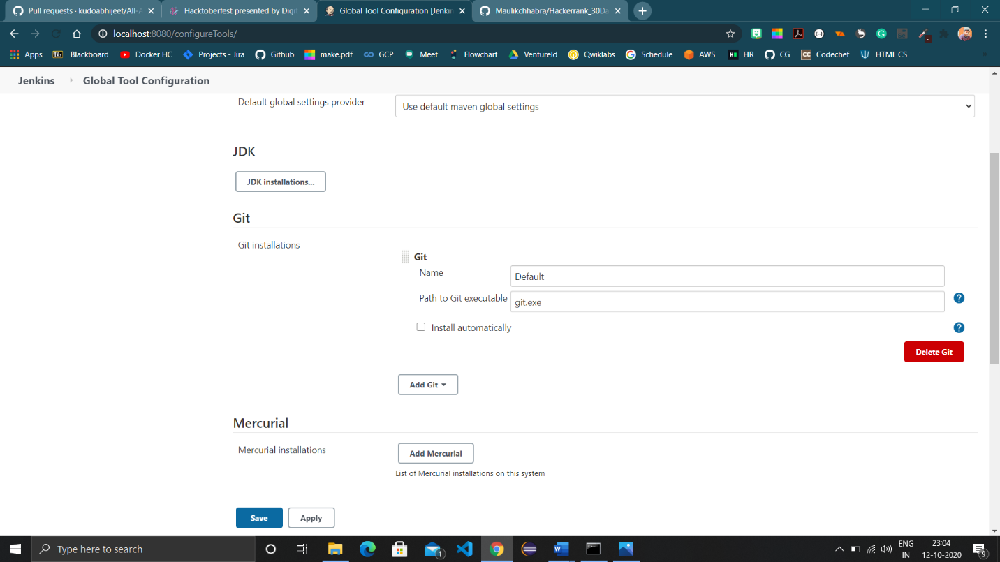 Pull requests · kudoabhijeet/All-A
Hacktoberfest presented by Digit
Global Tool Configuration [Jenkin
Maulikchhabra/Hackerrank_30Da
localhost:8080/configureTools/
Apps
Bb Blackboard
Docker HC
Projects - Jira
Github
make.pdf
GCP
Meet
Flowchart
Ventureld
Qwiklabs
Schedule
AWS
HR
CG
CC Codechef
HTML CS
Jenkins
Global Tool Configuration
Default global settings provider
Use default maven global settings
JDK
JDK installations...
Git
Git installations
Git
Name
Default
Path to Git executable
git.exe
?
Install automatically
?
Delete Git
Add Git
Mercurial
Mercurial installations
Add Mercurial
List of Mercurial installations on this system
Save
Apply
Type here to search
1
ENG
IN
23:04
12-10-2020
9